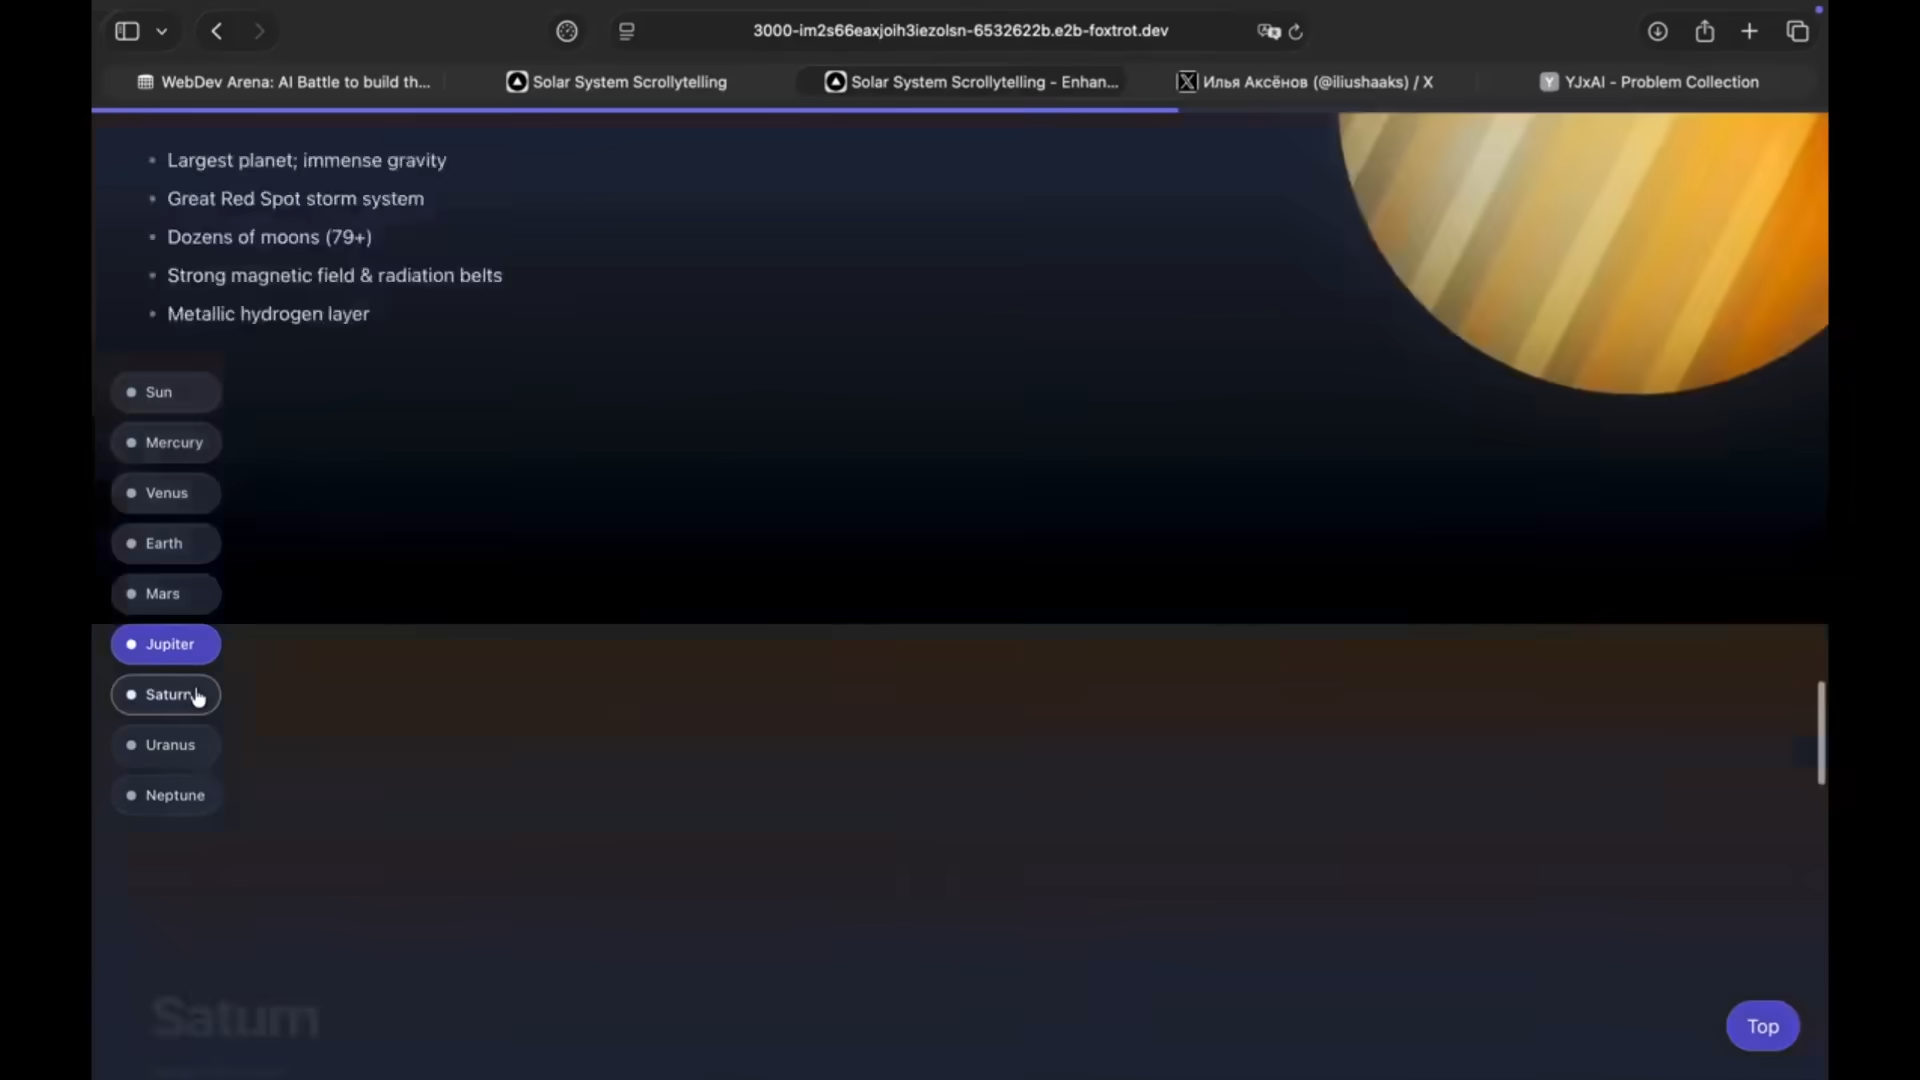 3000-im2s66eaxjoih3iezolsn-6532622b.e2b-foxtrot.dev
WebDev Arena: AI Battle to build th...
Solar System Scrollytelling
Solar System Scrollytelling - Enhan...
Илья Аксёнов (@iliushaaks) / X
Y
YJxAI - Problem Collection
• Largest planet; immense gravity
• Great Red Spot storm system
• Dozens of moons (79+)
• Strong magnetic field & radiation belts
• Metallic hydrogen layer
Sun
Mercury
Venus
Earth
Mars
Jupiter
Saturn
Uranus
Neptune
Saturn
Top